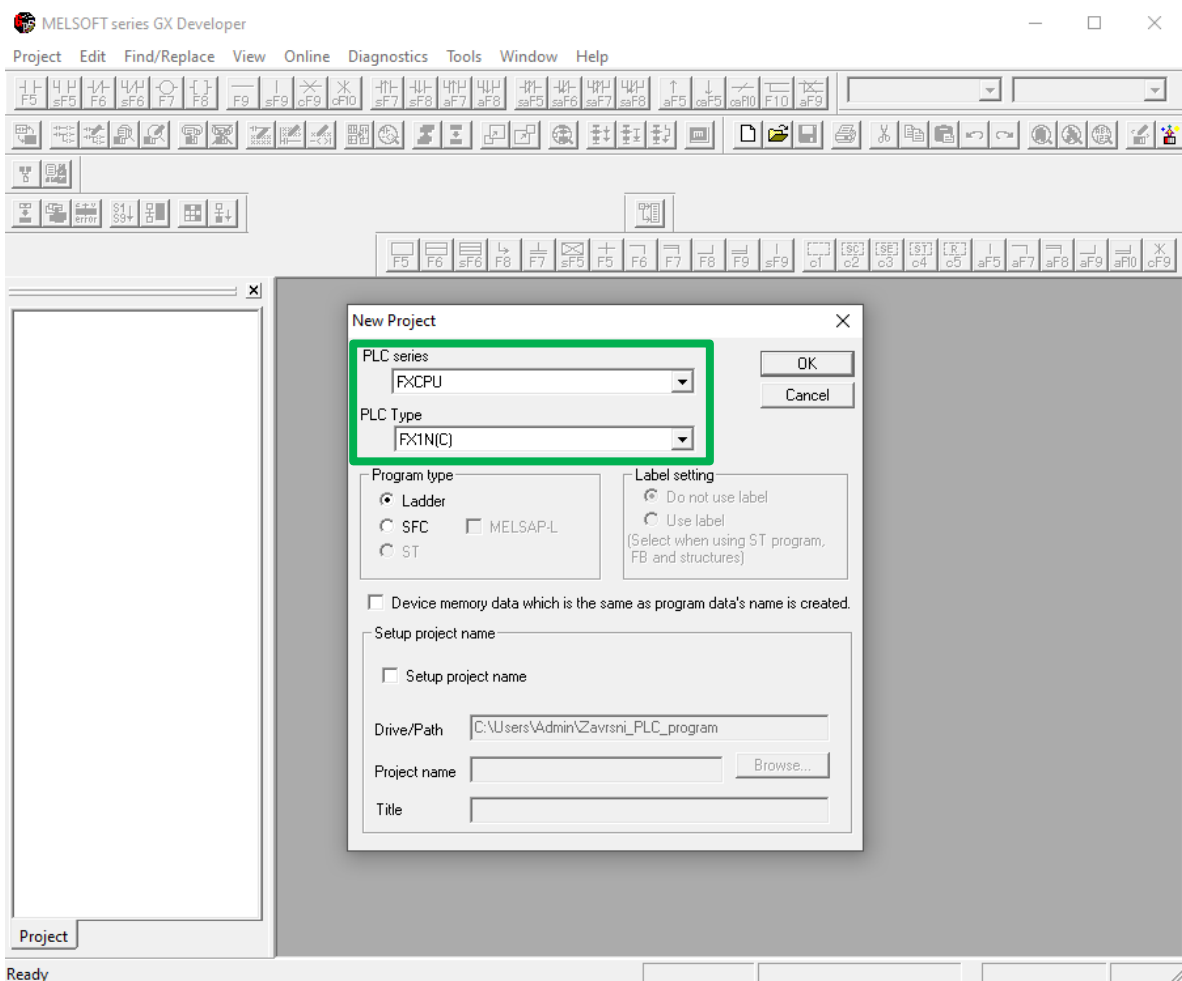 MELSOFT series GX Developer
Project Edit Find/Replace View Online Diagnostics Tools Window Help
F5 sF5 F6 sF6 F7 F8 F9 sF9 cF9 cF10 sF7 sF8 aF7 aF8 saF5 saF6 saF7 saF8 aF5 caF5 caF10 F10 aF9
error S1 S9
F5 F6 sF6 F8 F7 sF5 F5 F6 F7 F8 F9 sF9 c1 SC c2 SE c3 ST c4 R c5 aF5 aF7 aF8 aF9 aF10 cF9
New Project
PLC series
OK
FXCPU
Cancel
PLC Type
FX1N(C)
Program type
Ladder
SFC MELSAP-L
ST
Label setting
Do not use label
Use label
(Select when using ST program,
FB and structures)
Device memory data which is the same as program data's name is created.
Setup project name
Setup project name
Drive/Path C:\Users\Admin\Zavrsni_PLC_program
Project name Browse...
Title
Project
Ready